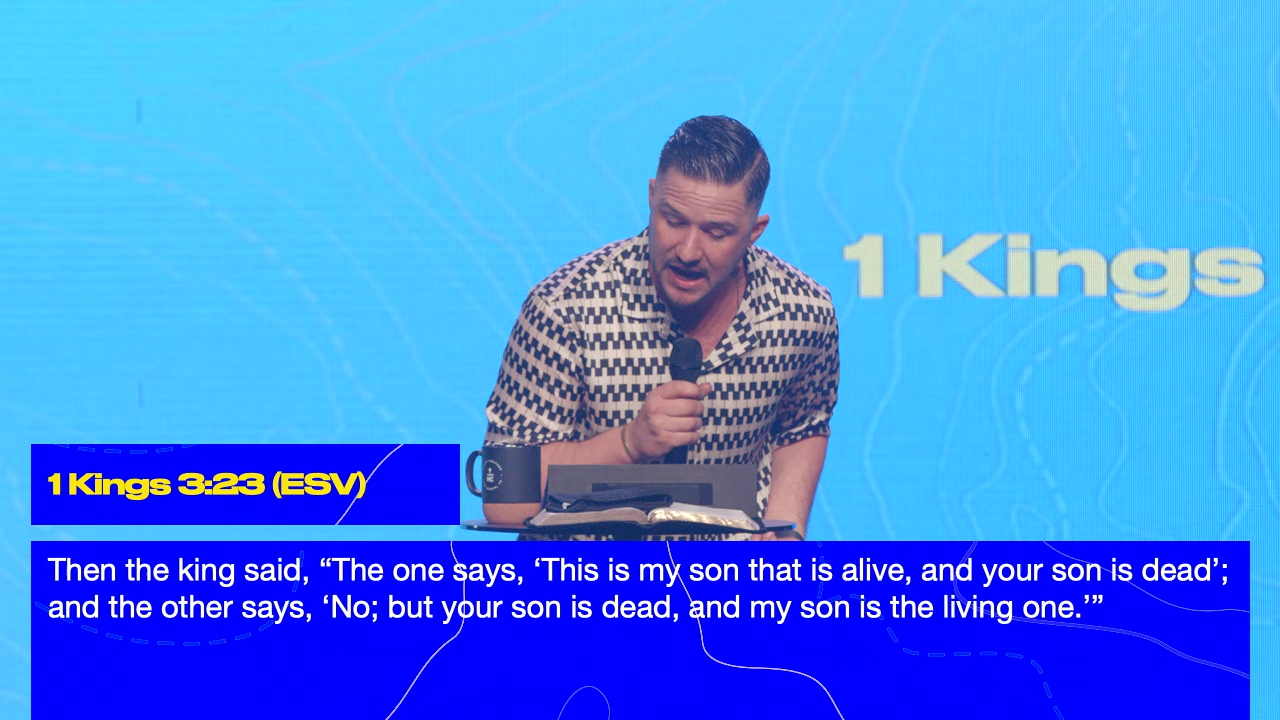 1 Kings
1 Kings 3:23 (ESV)
Then the king said, “The one says, ‘This is my son that is alive, and your son is dead’;
and the other says, ‘No; but your son is dead, and my son is the living one.’”